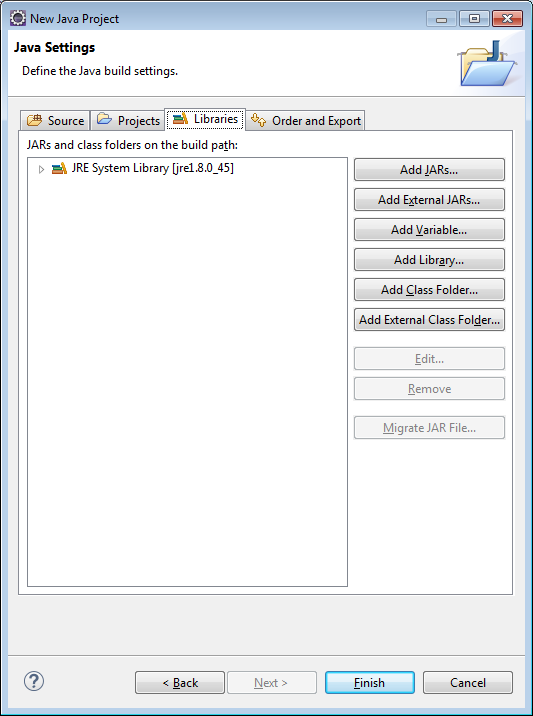 New Java Project
Java Settings
Define the Java build settings.
Source Projects Libraries Order and Export
JARs and class folders on the build path:
JRE System Library [jre1.8.0_45]
Add JARs...
Add External JARs...
Add Variable...
Add Library...
Add Class Folder...
Add External Class Folder...
Edit...
Remove
Migrate JAR File...
? < Back Next > Finish Cancel